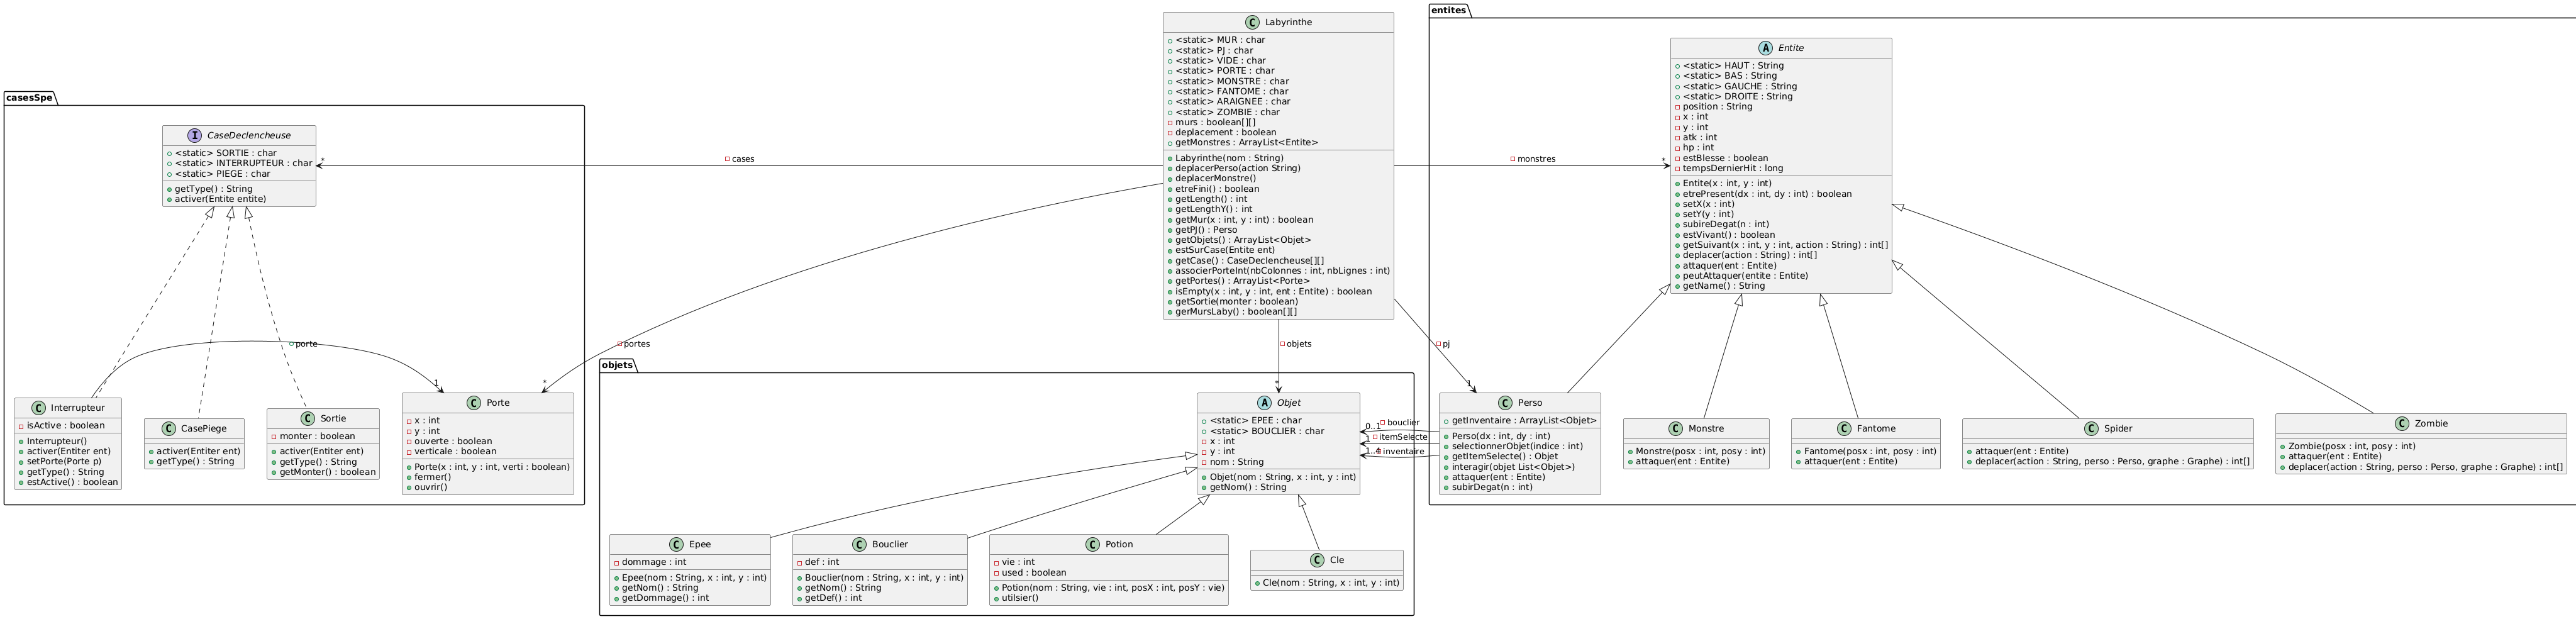 casesSpe
CaseDeclencheuse
<static> SORTIE : char
<static> INTERRUPTEUR : char
<static> PIEGE : char
getType() : String
activer(Entite entite)
Interrupteur
isActive : boolean
Interrupteur()
activer(Entiter ent)
setPorte(Porte p)
getType() : String
estActive() : boolean
CasePiege
activer(Entiter ent)
getType() : String
Sortie
monter : boolean
activer(Entiter ent)
getType() : String
getMonter() : boolean
Porte
x : int
y : int
ouverte : boolean
verticale : boolean
Porte(x : int, y : int, verti : boolean)
fermer()
ouvrir()
porte
1
Labyrinthe
<static> MUR : char
<static> PJ : char
<static> VIDE : char
<static> PORTE : char
<static> MONSTRE : char
<static> FANTOME : char
<static> ARAIGNEE : char
<static> ZOMBIE : char
murs : boolean[][]
deplacement : boolean
getMonstres : ArrayList<Entite>
Labyrinthe(nom : String)
deplacerPerso(action String)
deplacerMonstre()
etreFini() : boolean
getLength() : int
getLengthY() : int
getMur(x : int, y : int) : boolean
getPJ() : Perso
getObjets() : ArrayList<Objet>
estSurCase(Entite ent)
getCase() : CaseDeclencheuse[][]
associerPorteInt(nbColonnes : int, nbLignes : int)
getPortes() : ArrayList<Porte>
isEmpty(x : int, y : int, ent : Entite) : boolean
getSortie(monter : boolean)
gerMursLaby() : boolean[][]
cases
*
monstres
*
portes
*
objets
*
pj
1
objets
Objet
<static> EPEE : char
<static> BOUCLIER : char
x : int
y : int
nom : String
Objet(nom : String, x : int, y : int)
getNom() : String
bouclier
0..1
itemSelecte
1
inventaire
1..4
Epee
dommage : int
Epee(nom : String, x : int, y : int)
getNom() : String
getDommage() : int
Bouclier
def : int
Bouclier(nom : String, x : int, y : int)
getNom() : String
getDef() : int
Potion
vie : int
used : boolean
Potion(nom : String, vie : int, posX : int, posY : vie)
utilsier()
Cle
Cle(nom : String, x : int, y : int)
entites
Entite
<static> HAUT : String
<static> BAS : String
<static> GAUCHE : String
<static> DROITE : String
position : String
x : int
y : int
atk : int
hp : int
estBlesse : boolean
tempsDernierHit : long
Entite(x : int, y : int)
etrePresent(dx : int, dy : int) : boolean
setX(x : int)
setY(y : int)
subireDegat(n : int)
estVivant() : boolean
getSuivant(x : int, y : int, action : String) : int[]
deplacer(action : String) : int[]
attaquer(ent : Entite)
peutAttaquer(entite : Entite)
getName() : String
Perso
getInventaire : ArrayList<Objet>
Perso(dx : int, dy : int)
selectionnerObjet(indice : int)
getItemSelecte() : Objet
interagir(objet List<Objet>)
attaquer(ent : Entite)
subirDegat(n : int)
Monstre
Monstre(posx : int, posy : int)
attaquer(ent : Entite)
Fantome
Fantome(posx : int, posy : int)
attaquer(ent : Entite)
Spider
attaquer(ent : Entite)
deplacer(action : String, perso : Perso, graphe : Graphe) : int[]
Zombie
Zombie(posx : int, posy : int)
attaquer(ent : Entite)
deplacer(action : String, perso : Perso, graphe : Graphe) : int[]